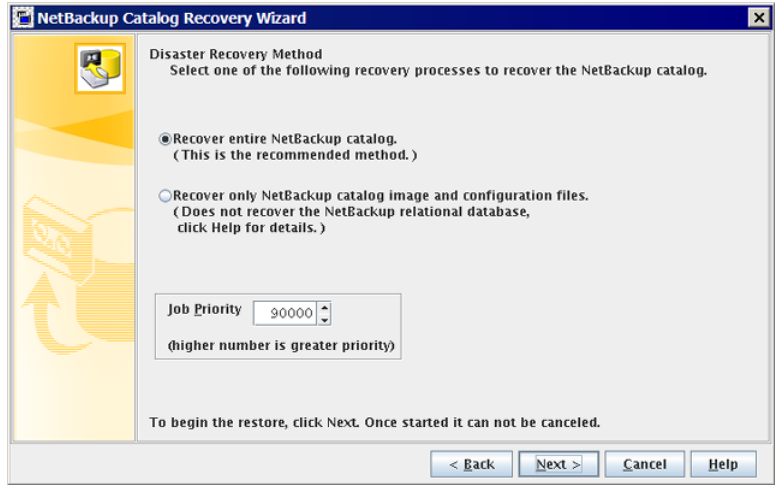 NetBackup Catalog Recovery Wizard
Disaster Recovery Method
Select one of the following recovery processes to recover the NetBackup catalog.
Recover entire NetBackup catalog.
(This is the recommended method.)
Recover only NetBackup catalog image and configuration files.
(Does not recover the NetBackup relational database,
click Help for details.)
Job Priority 90000
(higher number is greater priority)
To begin the restore, click Next. Once started it can not be canceled.
< Back Next > Cancel Help